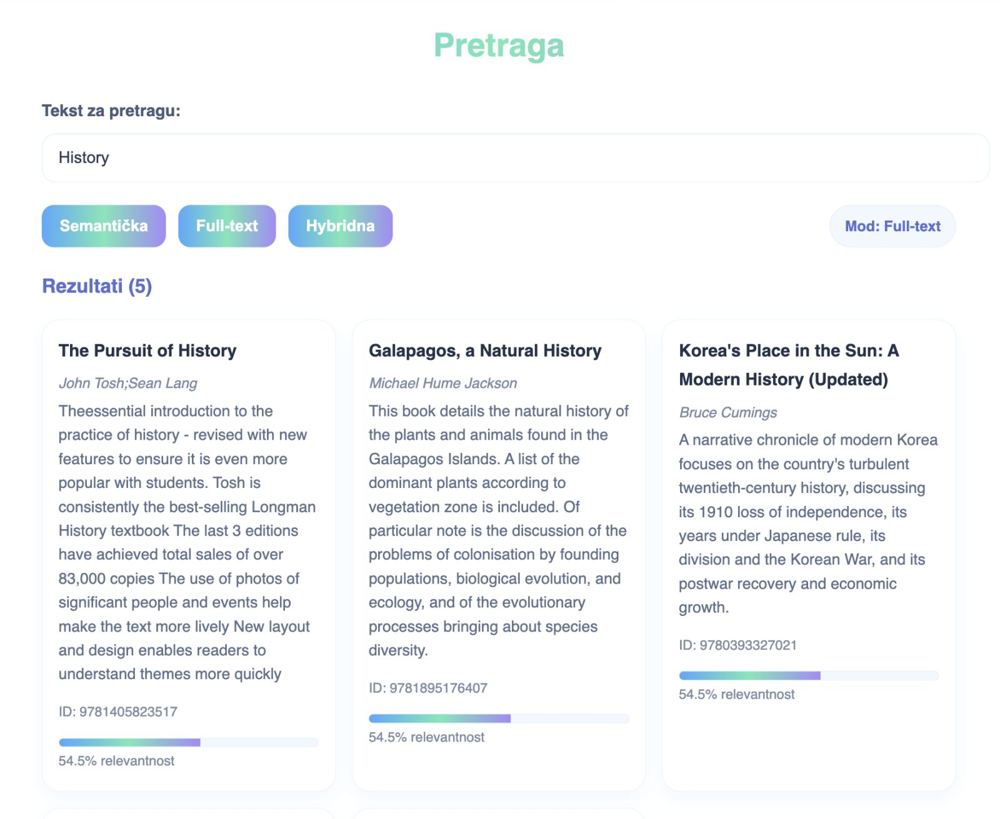 Pretraga
Tekst za pretragu:
History
Semantička
Full-text
Hybridna
Mod: Full-text
Rezultati (5)
The Pursuit of History
John Tosh;Sean Lang
Theessential introduction to the
practice of history - revised with new
features to ensure it is even more
popular with students. Tosh is
consistently the best-selling Longman
History textbook The last 3 editions
have achieved total sales of over
83,000 copies The use of photos of
significant people and events help
make the text more lively New layout
and design enables readers to
understand themes more quickly
ID: 9781405823517
54.5% relevantnost
Galapagos, a Natural History
Michael Hume Jackson
This book details the natural history of
the plants and animals found in the
Galapagos Islands. A list of the
dominant plants according to
vegetation zone is included. Of
particular note is the discussion of the
problems of colonisation by founding
populations, biological evolution, and
ecology, and of the evolutionary
processes bringing about species
diversity.
ID: 9781895176407
54.5% relevantnost
Korea's Place in the Sun: A
Modern History (Updated)
Bruce Cumings
A narrative chronicle of modern Korea
focuses on the country's turbulent
twentieth-century history, discussing
its 1910 loss of independence, its
years under Japanese rule, its
division and the Korean War, and its
postwar recovery and economic
growth.
ID: 9780393327021
54.5% relevantnost